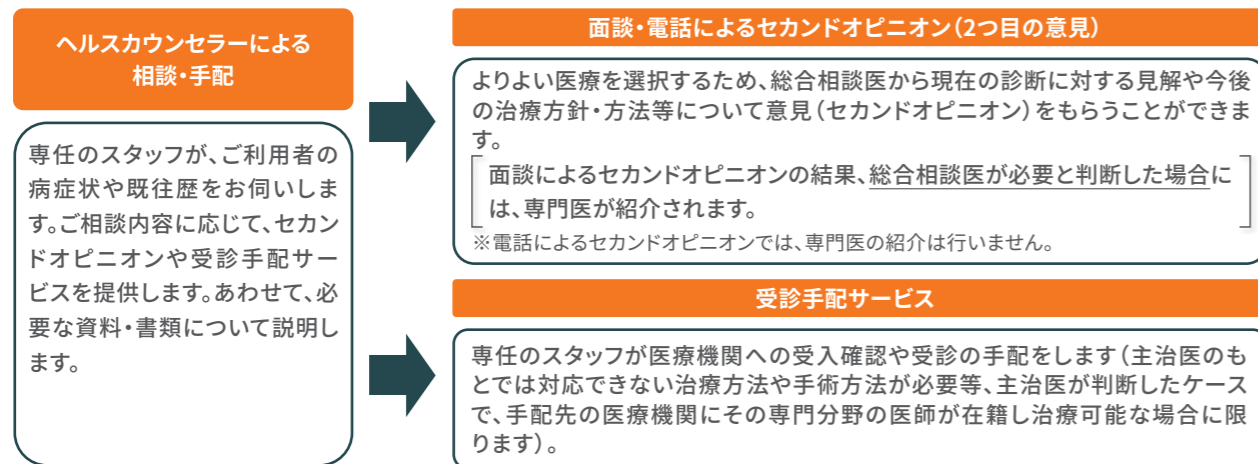 ヘルスカウンセラーによる
相談・手配
専任のスタッフが、ご利用者の
病症状や既往歴をお伺いしま
す。ご相談内容に応じて、セカン
ドオピニオンや受診手配サー
ビスを提供します。あわせて、必
要な資料・書類について説明し
ます。
面談・電話によるセカンドオピニオン(2つ目の意見)
よりよい医療を選択するため、総合相談医から現在の診断に対する見解や今後
の治療方針・方法等について意見(セカンドオピニオン)をもらうことができま
す。
面談によるセカンドオピニオンの結果、総合相談医が必要と判断した場合に
は、専門医が紹介されます。
※電話によるセカンドオピニオンでは、専門医の紹介は行いません。
受診手配サービス
専任のスタッフが医療機関への受入確認や受診の手配をします(主治医のも
とでは対応できない治療方法や手術方法が必要等、主治医が判断したケース
で、手配先の医療機関にその専門分野の医師が在籍し治療可能な場合に限
ります)。